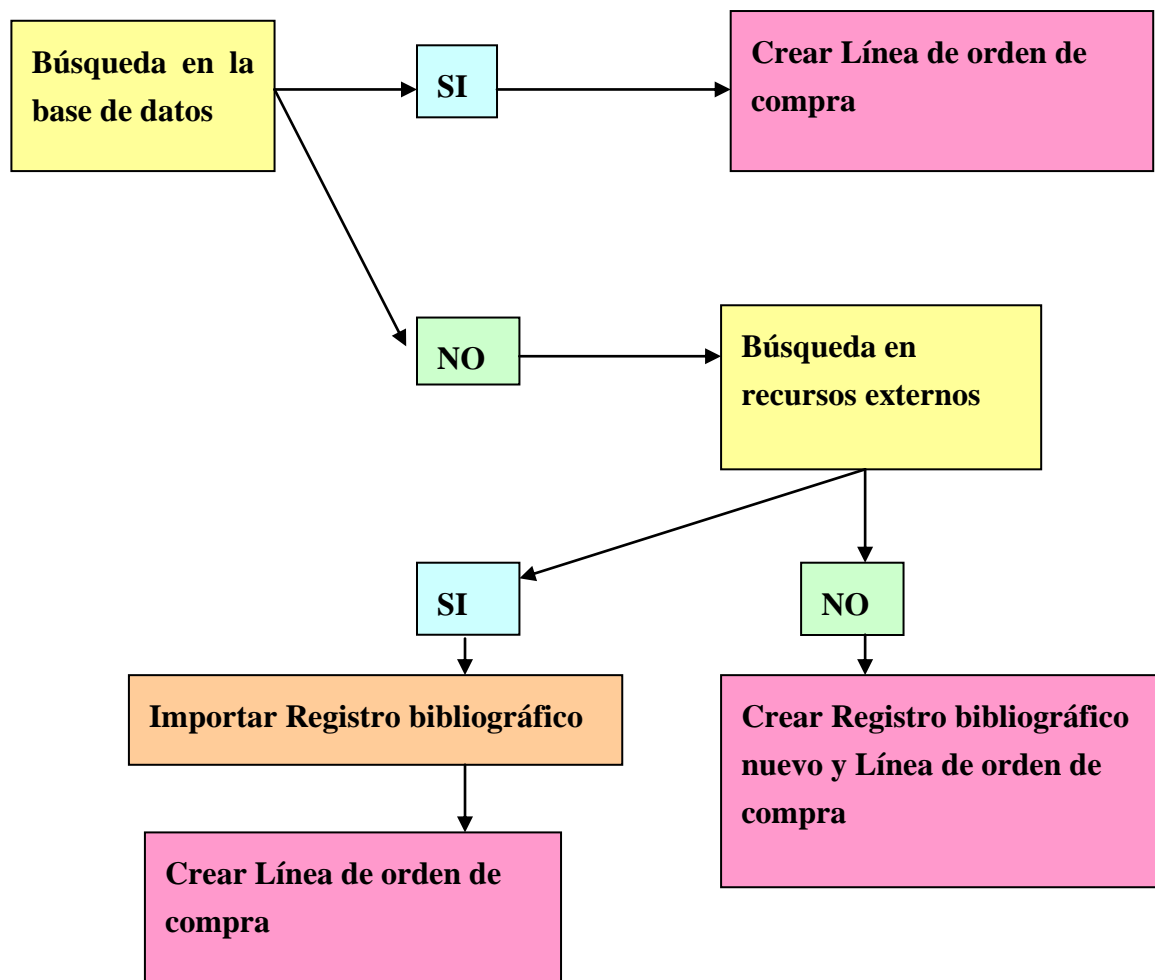 Búsqueda en la
base de datos
SI
Crear Línea de orden de
compra
NO
Búsqueda en
recursos externos
SI
NO
Importar Registro bibliográfico
Crear Registro bibliográfico
nuevo y Línea de orden de
compra
Crear Línea de orden de
compra